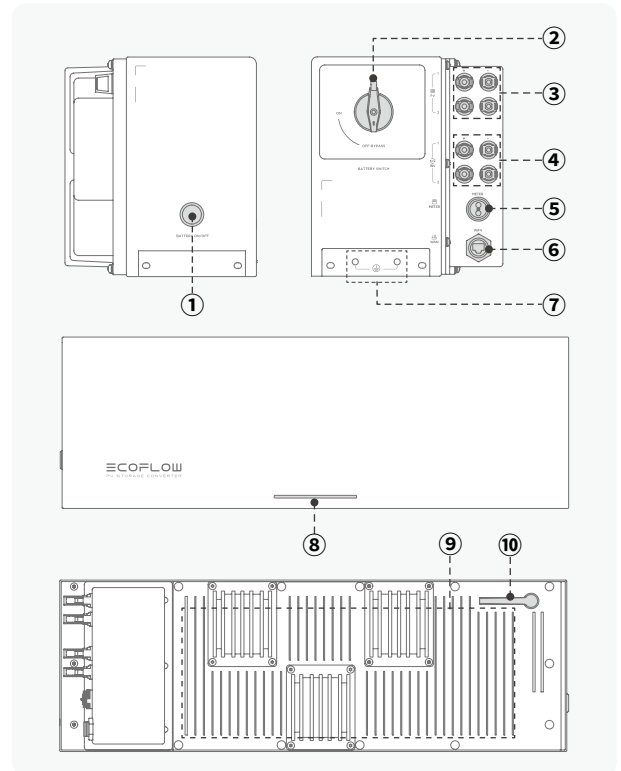 ②
③
ON
OFF-BYPASS
④
BATTERY SWITCH
METER
⑤
METER
WAN
⑥
BATTERY ON/OFF
①
⑦
ECOFLOW
PV STORAGE CONVERTER
⑧
⑨
⑩